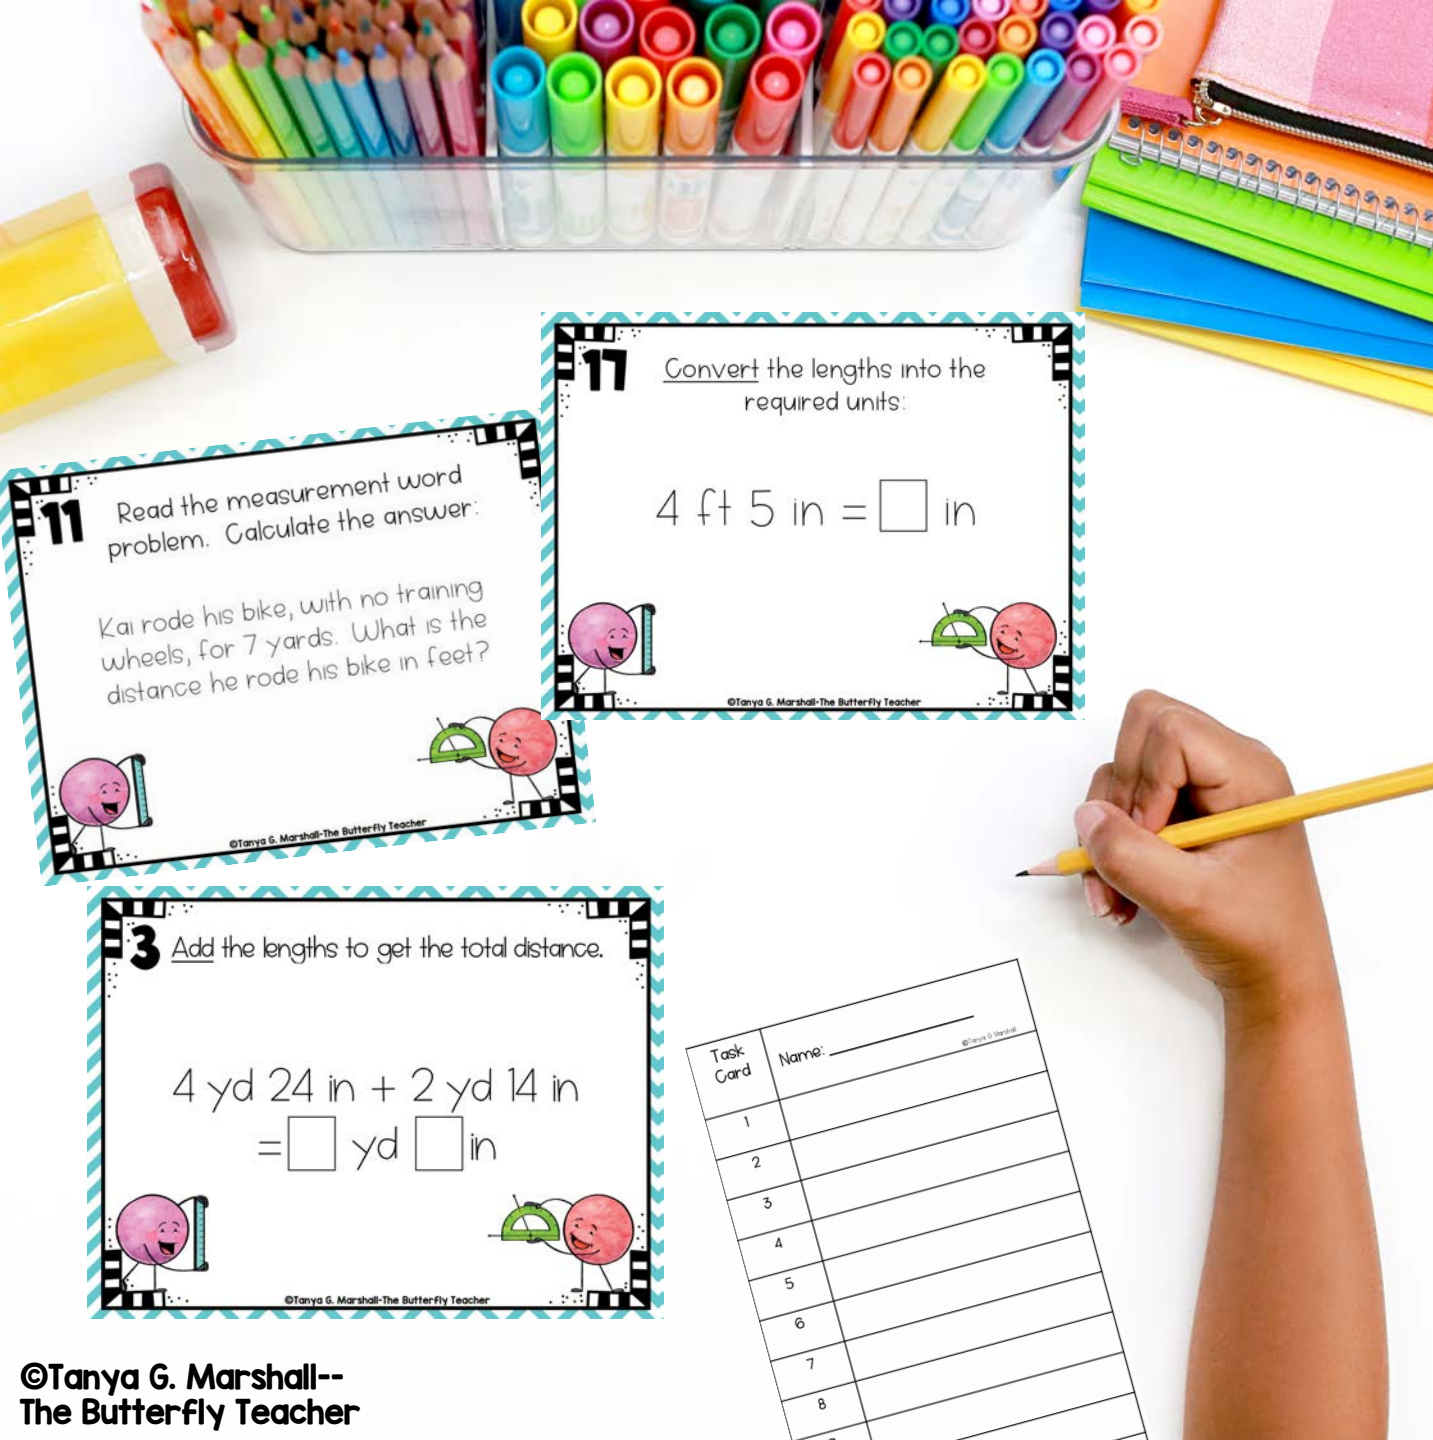 17
Convert the lengths into the
required units:
4 ft 5 in = in
©Tanya G. Marshall-The Butterfly Teacher
11
Read the measurement word
problem. Calculate the answer:
Kai rode his bike, with no training
wheels, for 7 yards. What is the
distance he rode his bike in feet?
©Tanya G. Marshall-The Butterfly Teacher
3
Add the lengths to get the total distance.
4 yd 24 in + 2 yd 14 in
= yd in
©Tanya G. Marshall-The Butterfly Teacher
Task
Card
Name:
©Tanya G. Marshall
1
2
3
4
5
6
7
8
©Tanya G. Marshall--
The Butterfly Teacher